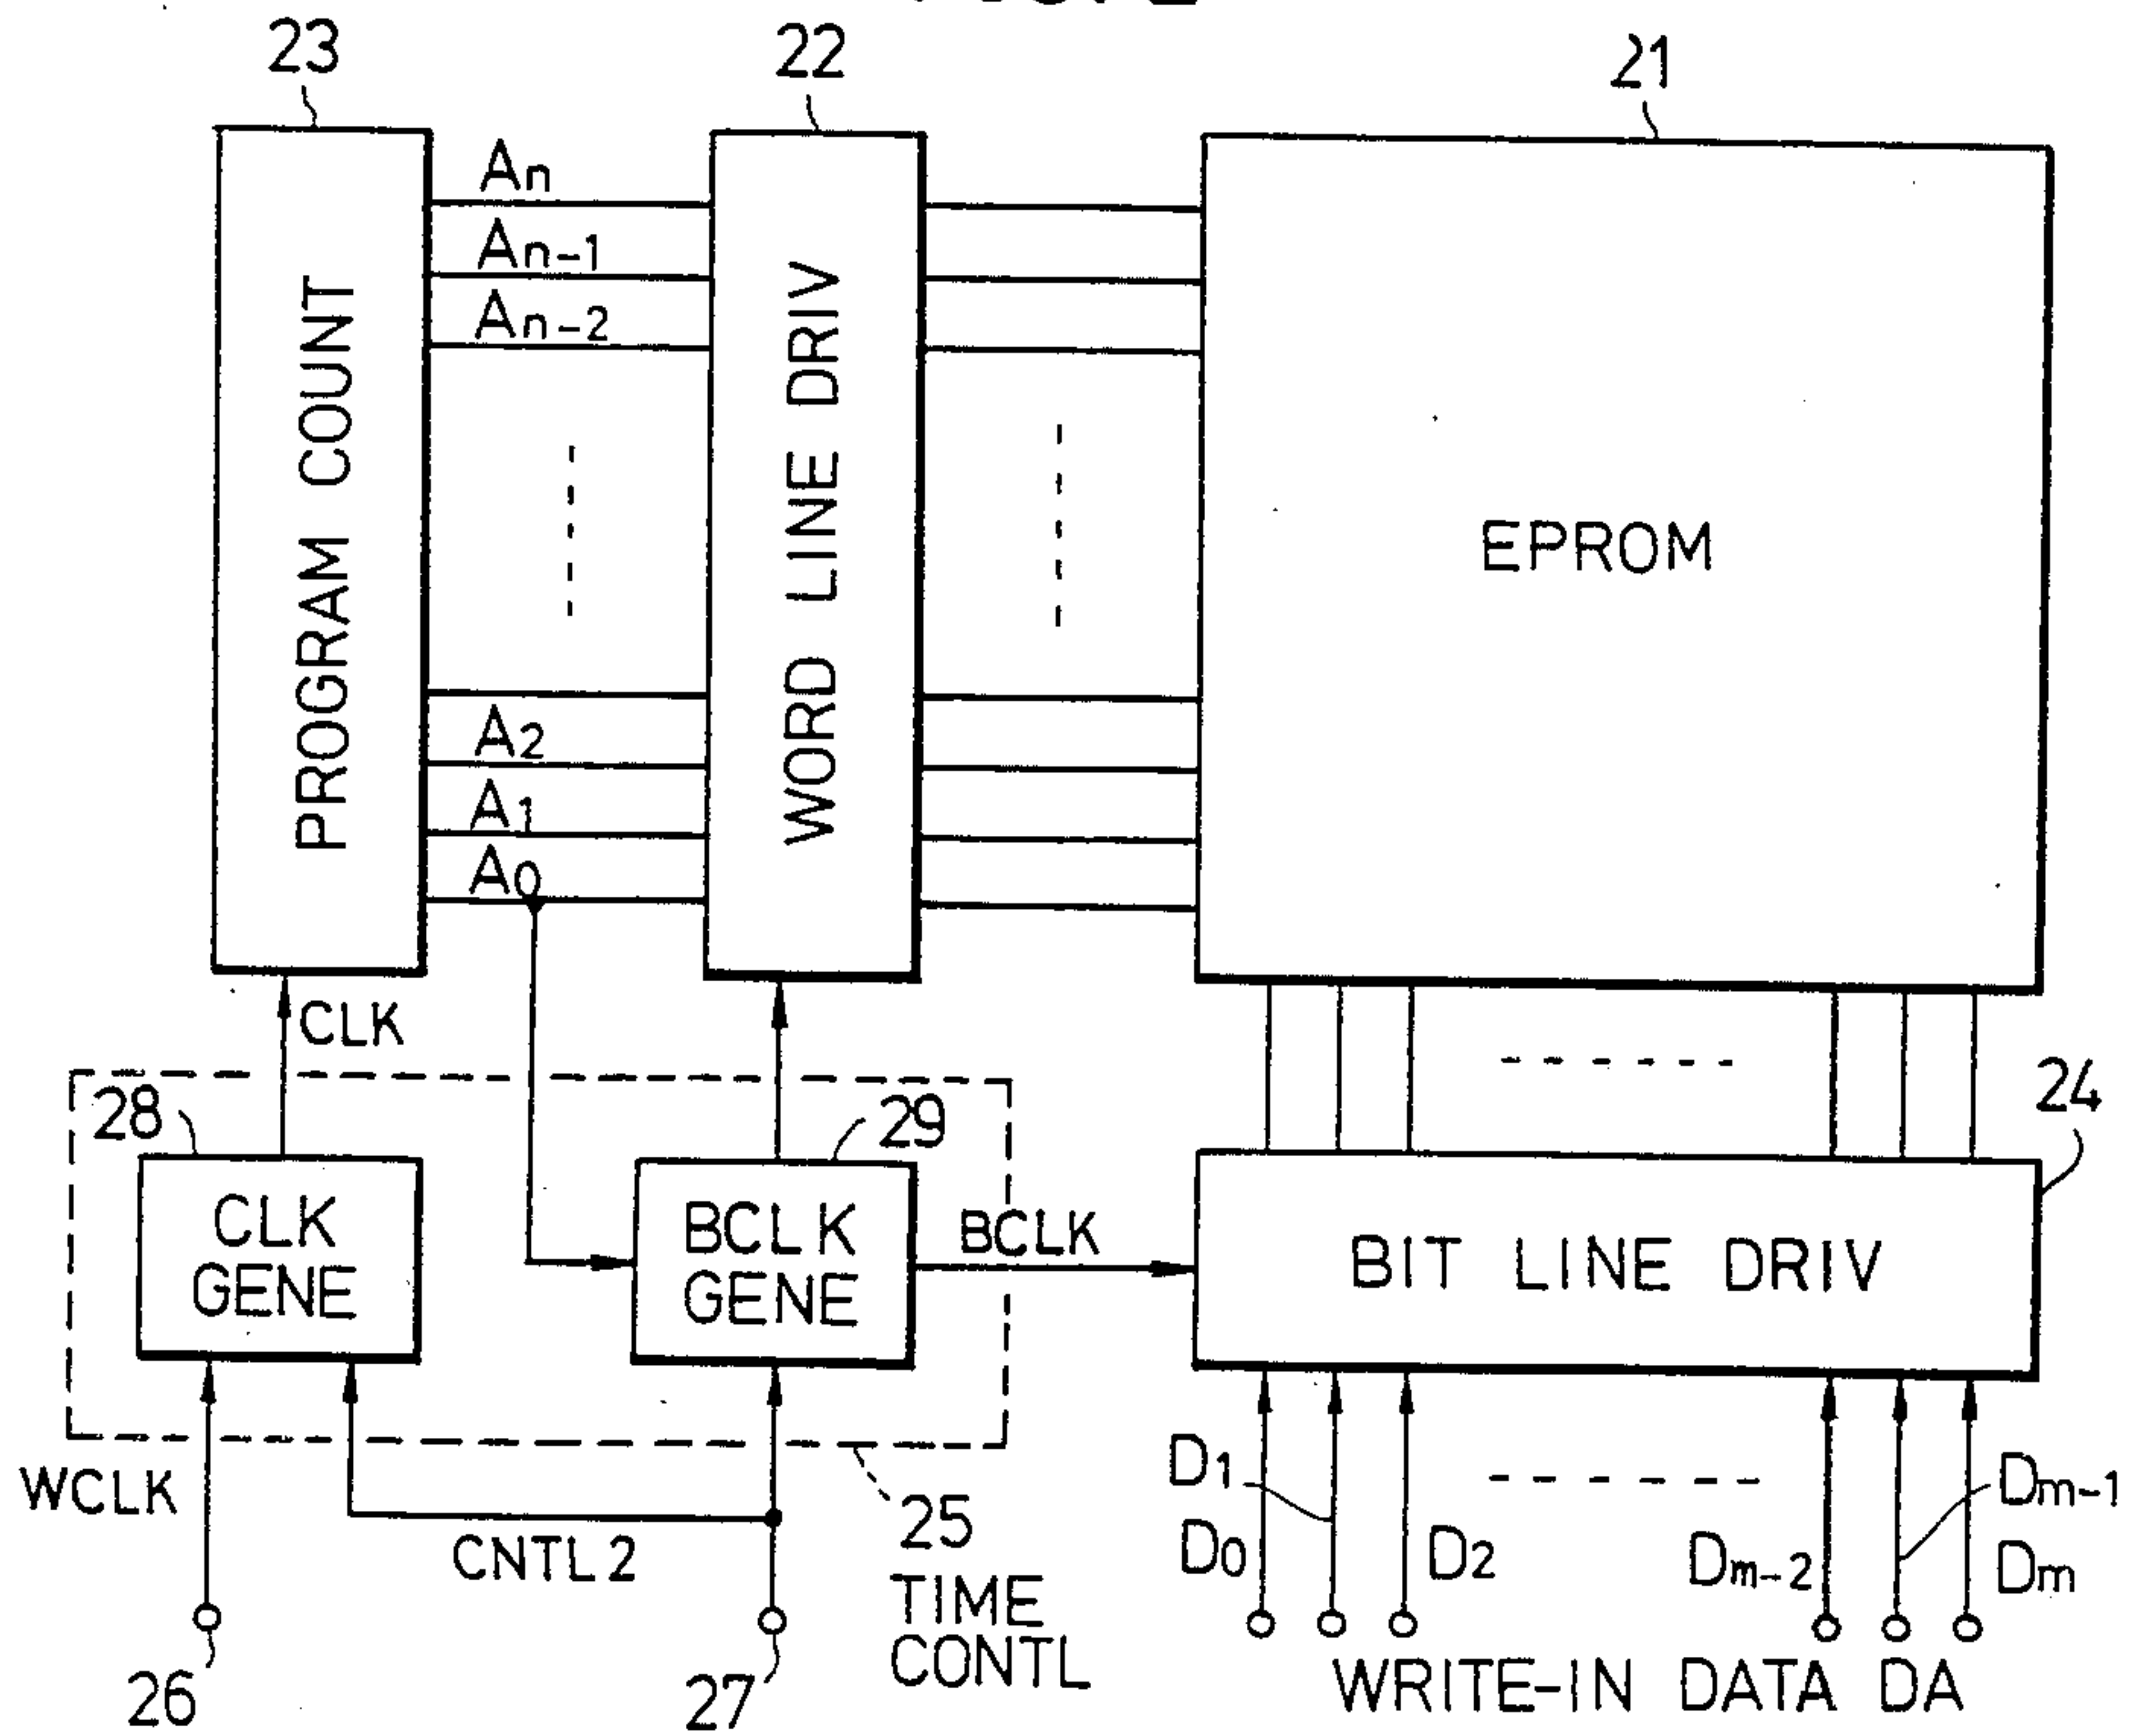 23
22
21
An
An-1
An-2
PROGRAM COUNT
WORD LINE DRIV
EPROM
A2
A1
A0
CLK
28
29
24
CLK
GENE
BCLK
GENE
BCLK
BIT LINE DRIV
WCLK
CNTL2
25
TIME
CONTL
D1
D0
D2
Dm-2
Dm-1
Dm
26
27
WRITE-IN DATA DA